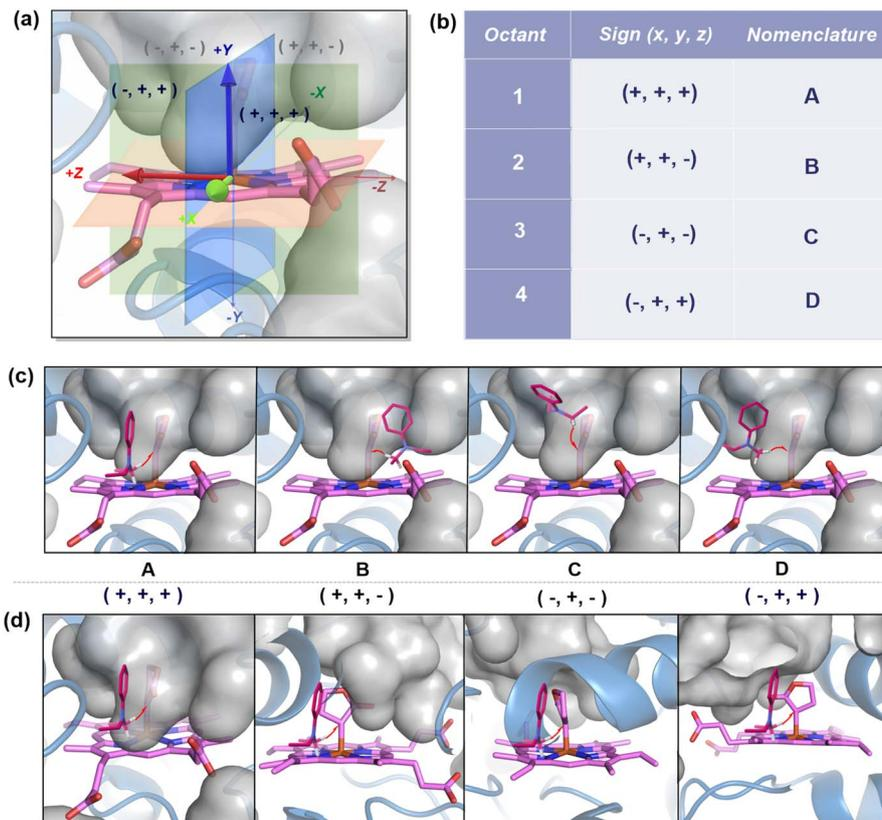 (a)
(-, +, -)
+Y
(+, +, -)
(-, +, +)
-X
(+, +, +)
+Z
-Z
+X
-Y
(b)
Octant Sign (x, y, z) Nomenclature
1 (+, +, +) A
2 (+, +, -) B
3 (-, +, -) C
4 (-, +, +) D
(c)
A B C D
(+, +, +) (+, +, -) (-, +, -) (-, +, +)
(d)